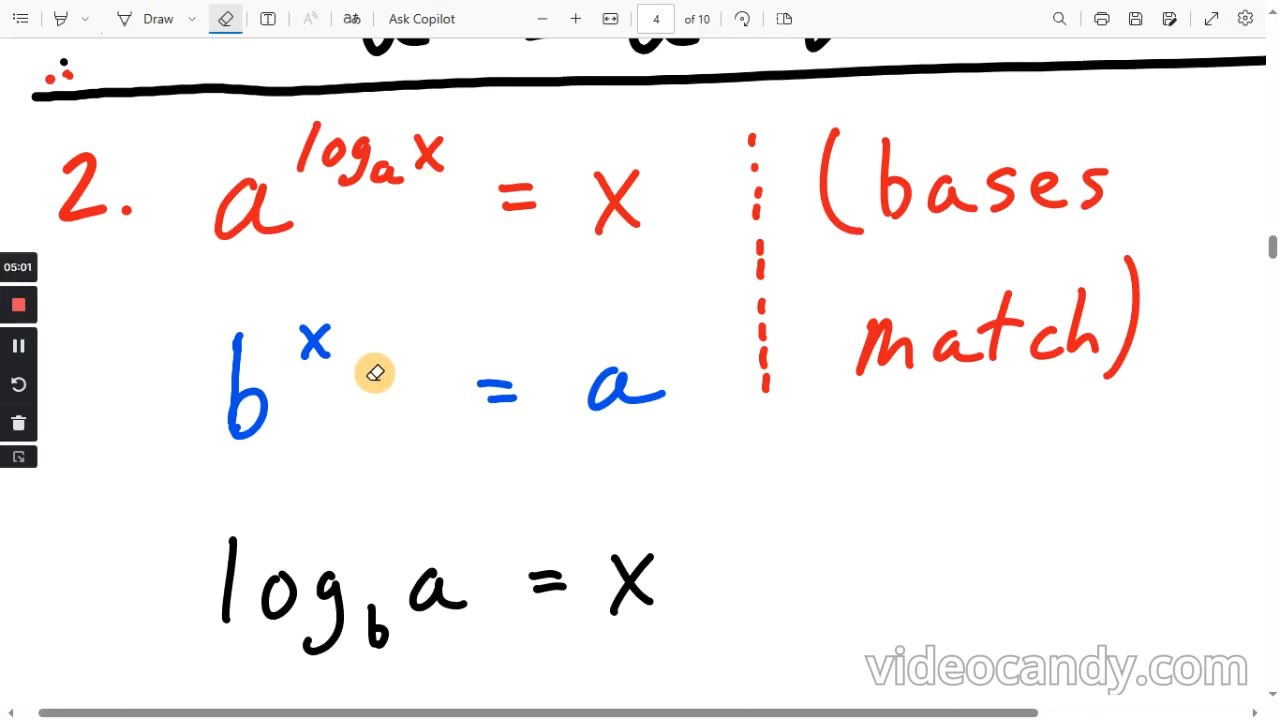 Draw
Ask Copilot
4 of 10
05:01
2. a^{log_a x} = x
(bases
match)
b^x = a
log_b a = x
videocandy.com